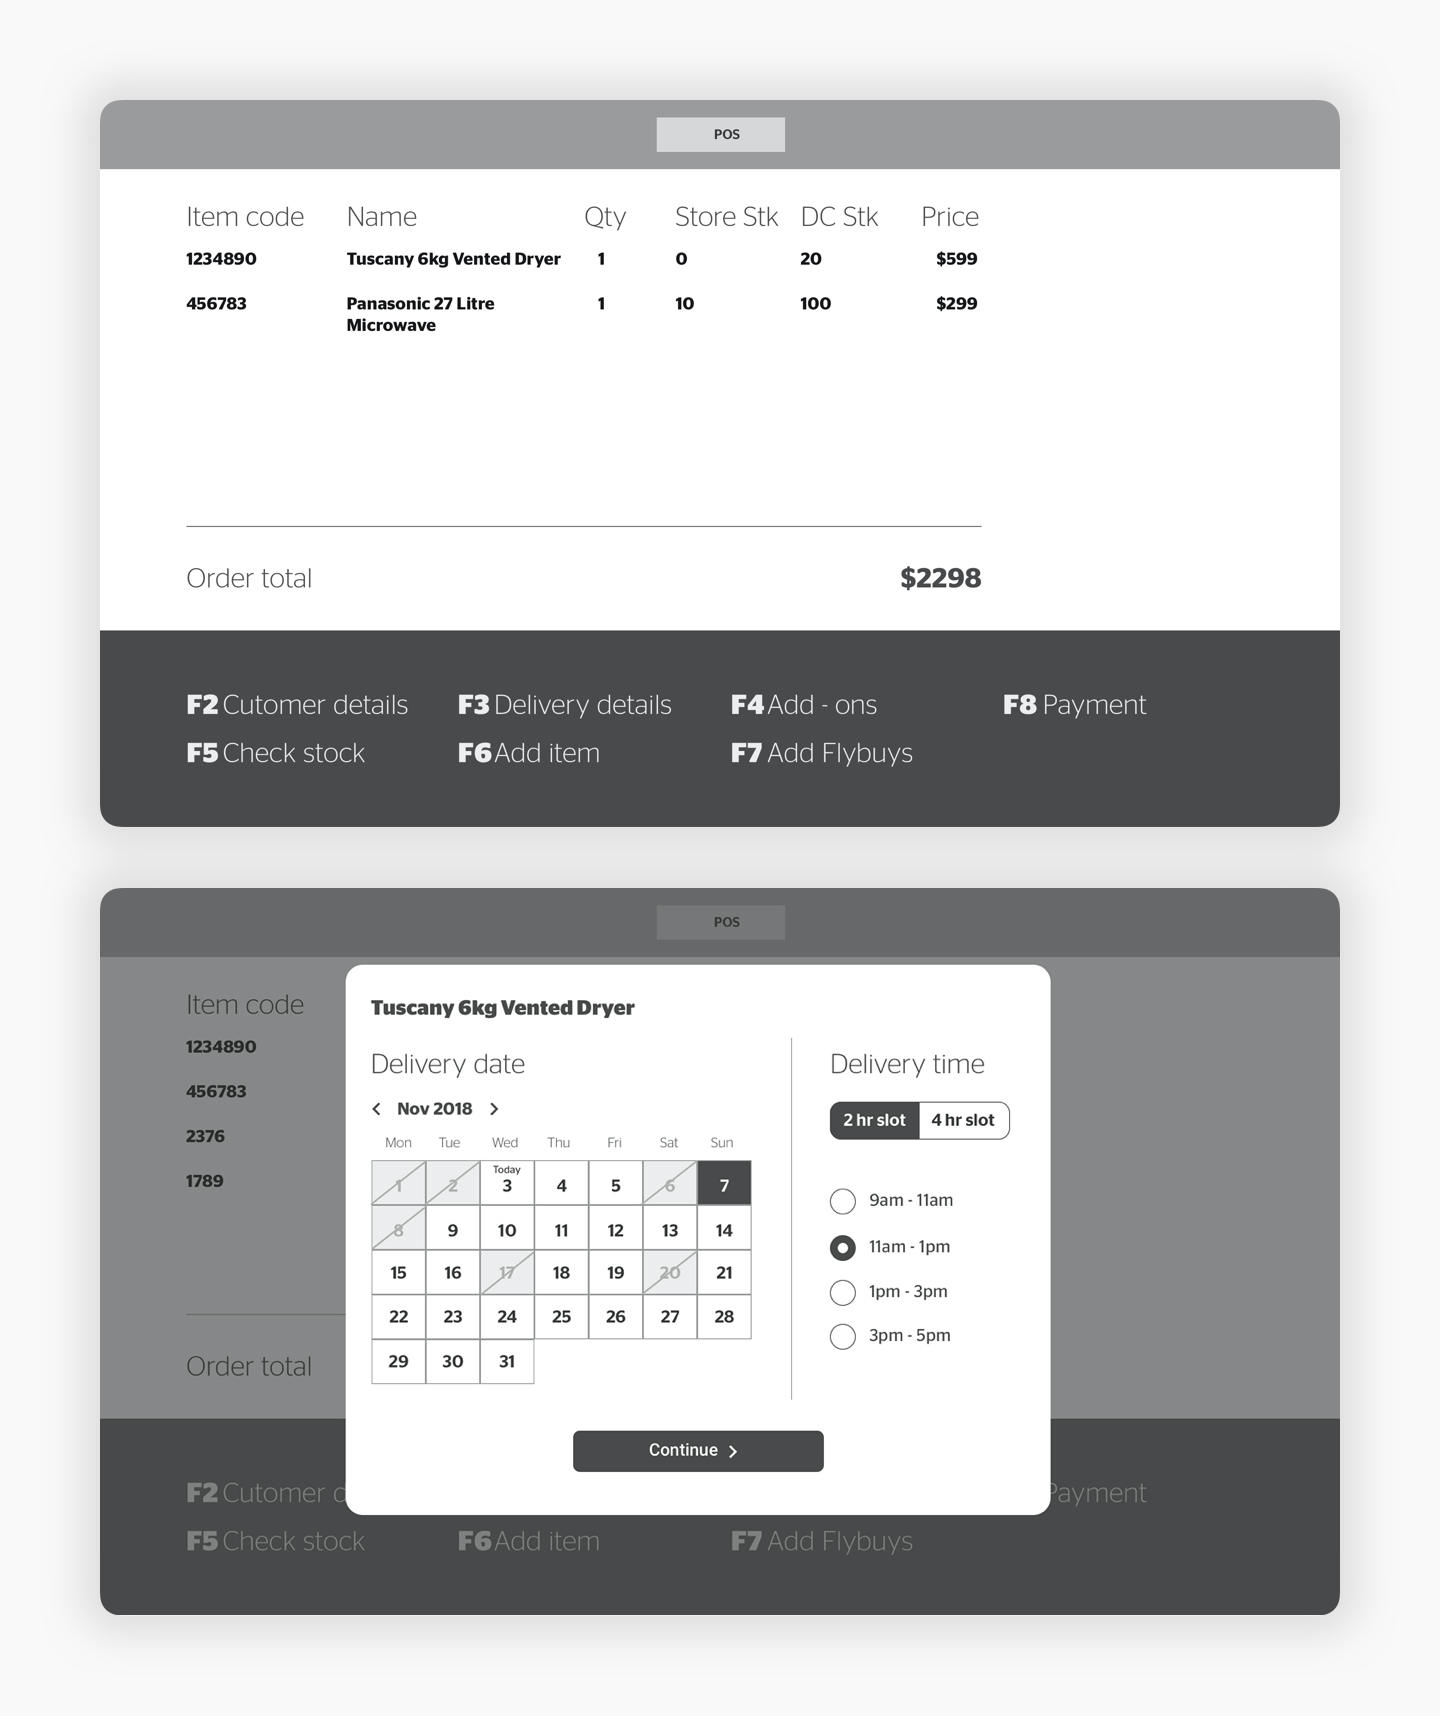 POS
Item code Name Qty Store Stk DC Stk Price
1234890 Tuscany 6kg Vented Dryer 1 0 20 $599
456783 Panasonic 27 Litre 1 10 100 $299
Microwave
Order total $2298
F2 Cutomer details F3 Delivery details F4 Add - ons F8 Payment
F5 Check stock F6 Add item F7 Add Flybuys
POS
Item code
1234890
456783
2376
1789
Order total
Tuscany 6kg Vented Dryer
Delivery date
< Nov 2018 >
Mon Tue Wed Thu Fri Sat Sun
Today
1 2 3 4 5 6 7
8 9 10 11 12 13 14
15 16 17 18 19 20 21
22 23 24 25 26 27 28
29 30 31
Delivery time
2 hr slot 4 hr slot
9am - 11am
11am - 1pm
1pm - 3pm
3pm - 5pm
Continue >
F2 Cutomer d Payment
F5 Check stock F6 Add item F7 Add Flybuys